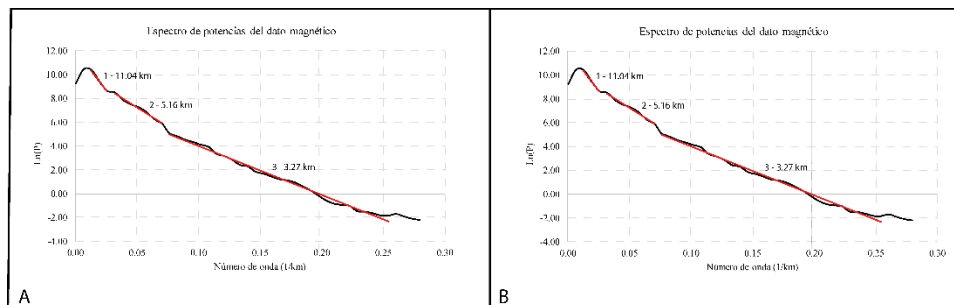 Espectro de potencias del dato magnético
12.00
10.00
8.00
6.00
4.00
2.00
0.00
-2.00
-4.00
Ln(P)
1 - 11.04 km
2 - 5.16 km
3 - 3.27 km
0.00 0.05 0.10 0.15 0.20 0.25 0.30
Número de onda (1/km)
A
Espectro de potencias del dato magnético
12.00
10.00
8.00
6.00
4.00
2.00
0.00
-2.00
-4.00
Ln(P)
1 - 11.04 km
2 - 5.16 km
3 - 3.27 km
0.00 0.05 0.10 0.15 0.20 0.25 0.30
Número de onda (1/km)
B